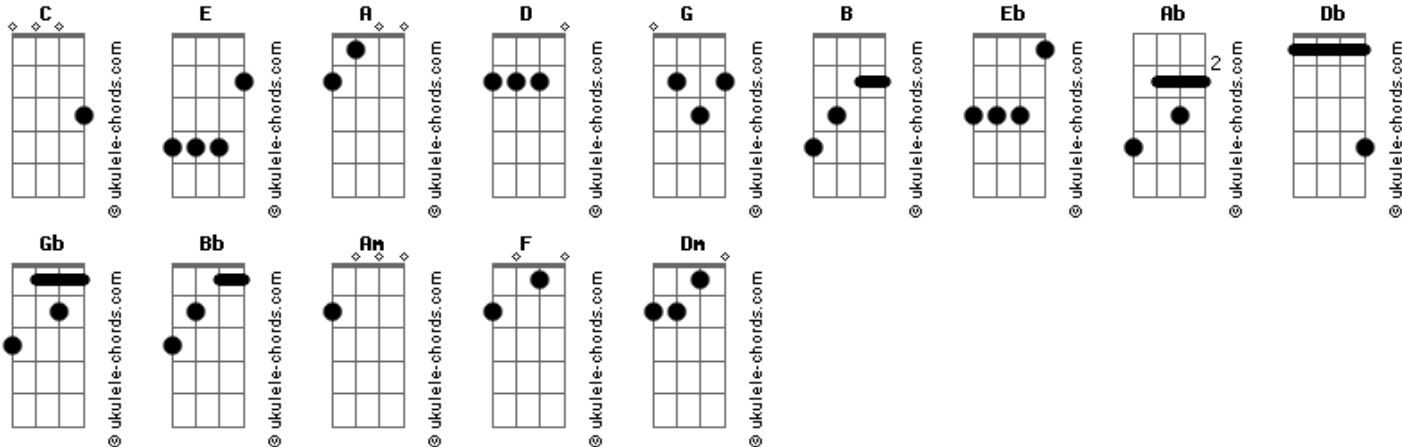 C E A D G B Eb Ab Db
2
© ukulele-chords.com © ukulele-chords.com © ukulele-chords.com © ukulele-chords.com © ukulele-chords.com © ukulele-chords.com © ukulele-chords.com © ukulele-chords.com © ukulele-chords.com
Gb Bb Am F Dm
© ukulele-chords.com © ukulele-chords.com © ukulele-chords.com © ukulele-chords.com © ukulele-chords.com